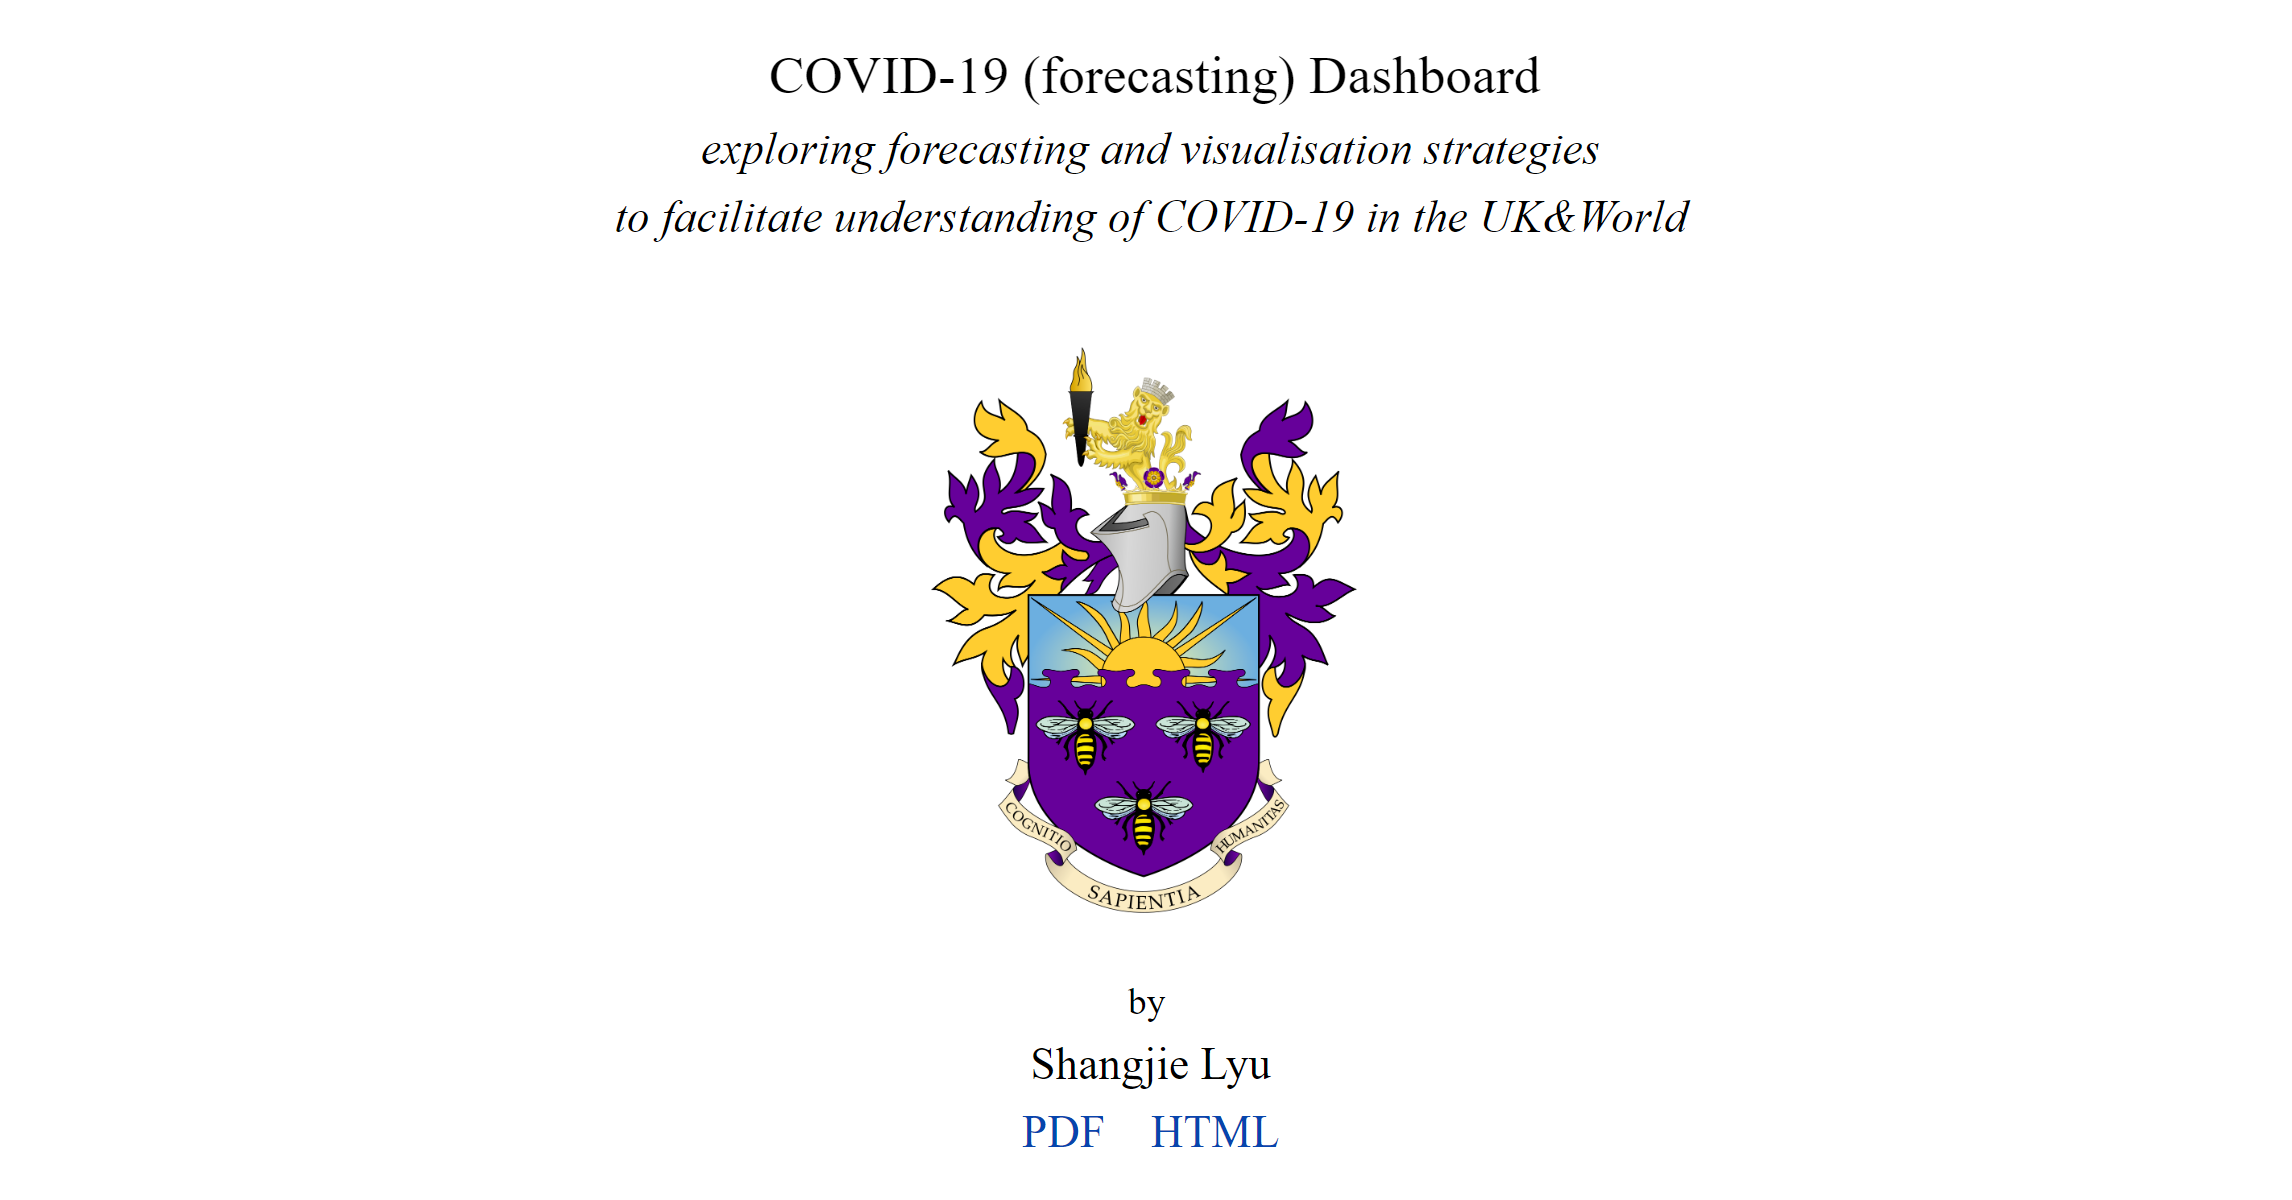 COVID-19 (forecasting) Dashboard
exploring forecasting and visualisation strategies
to facilitate understanding of COVID-19 in the UK&World
COGNITIO
SAPIENTIA
HUMANITAS
by
Shangjie Lyu
PDF HTML